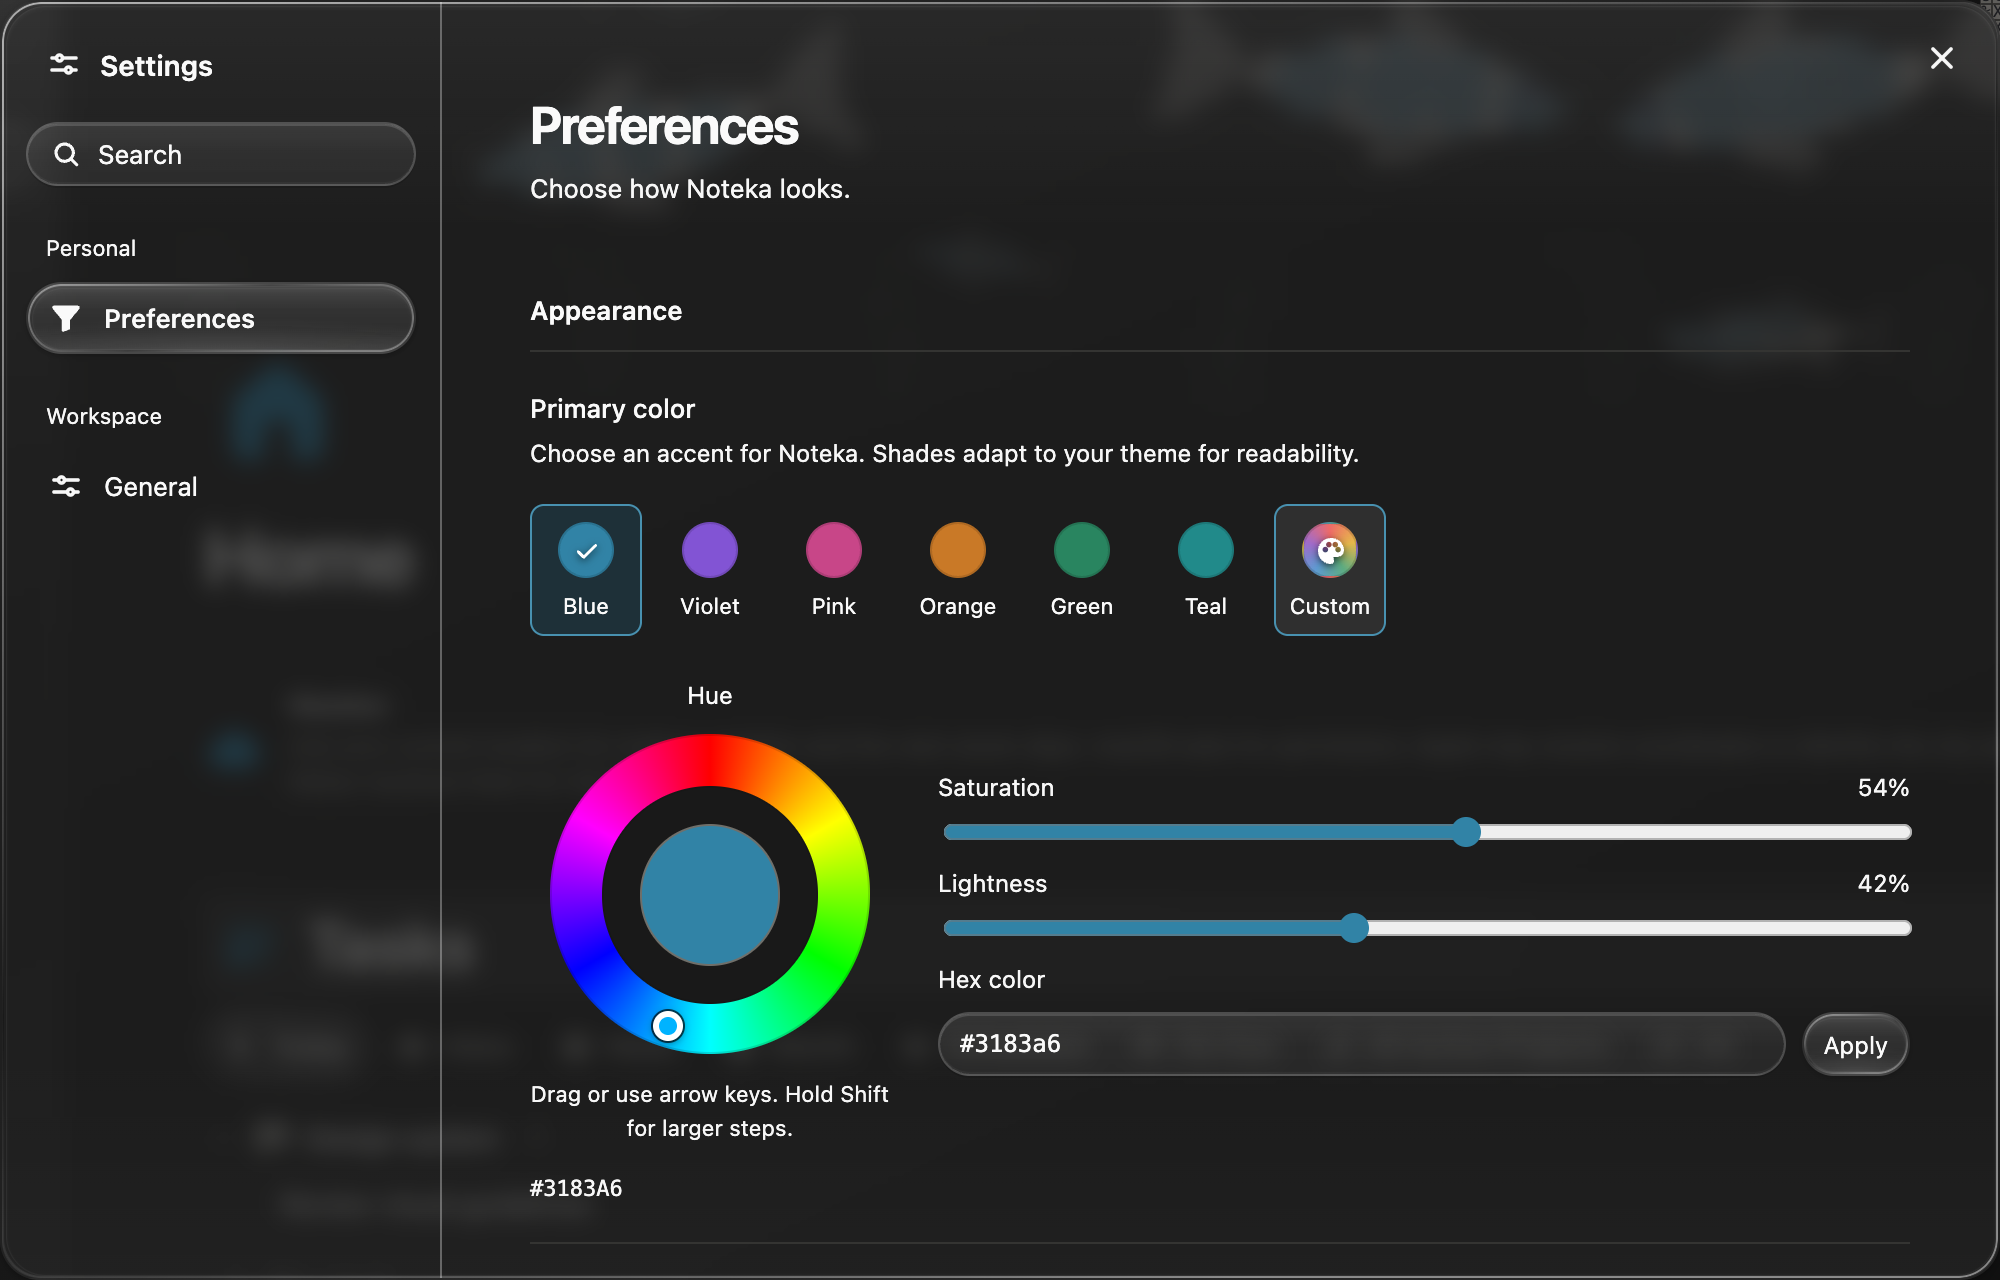 Settings
Search
Personal
Preferences
Workspace
General
Home
Tasks
Preferences
Choose how Noteka looks.
Appearance
Primary color
Choose an accent for Noteka. Shades adapt to your theme for readability.
Blue
Violet
Pink
Orange
Green
Teal
Custom
Hue
Drag or use arrow keys. Hold Shift
for larger steps.
#3183A6
Saturation
54%
Lightness
42%
Hex color
#3183a6
Apply